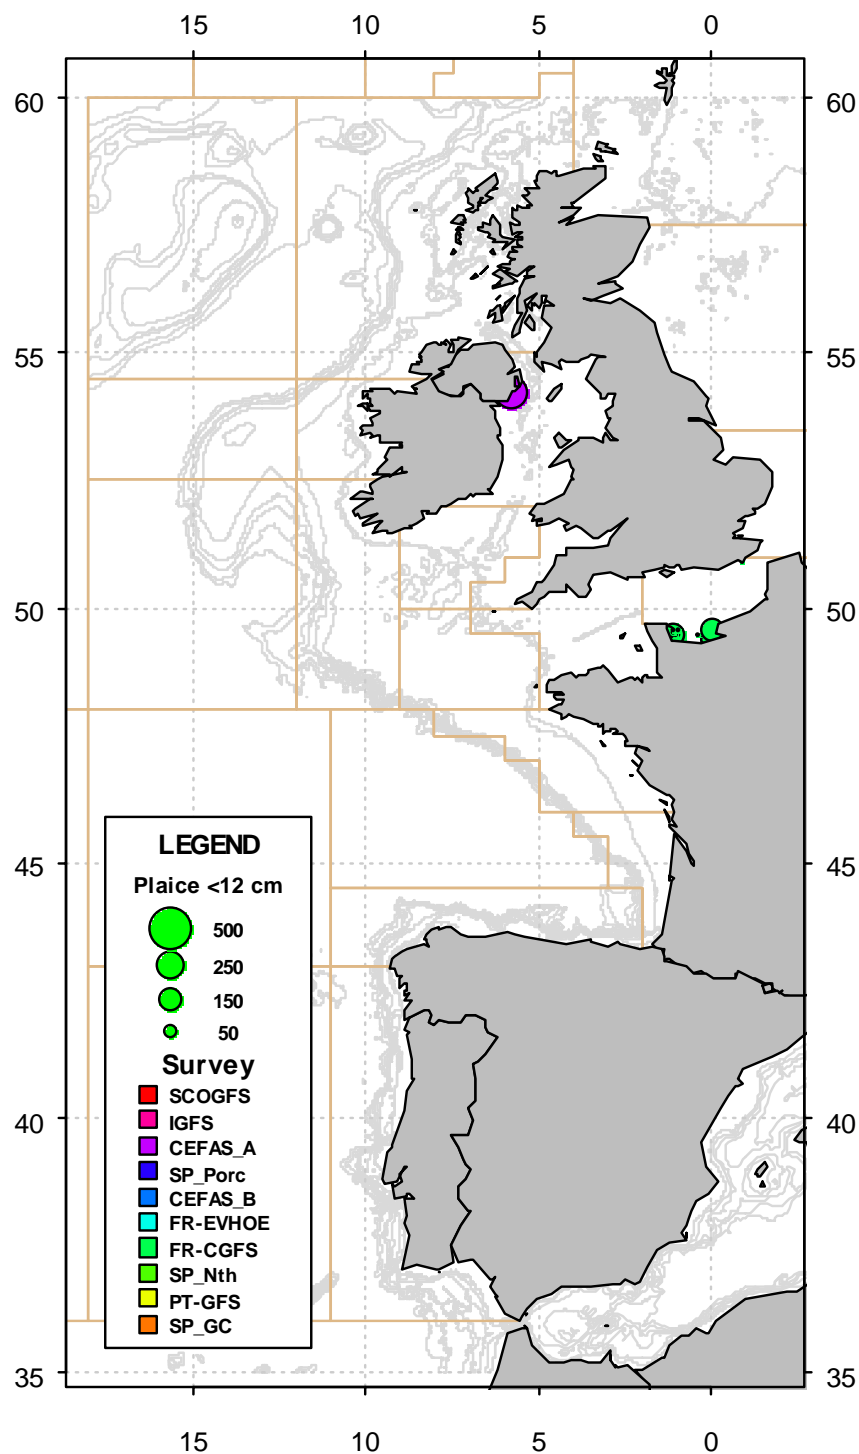 15 10 5 0
60 60
55 55
50 50
45 45
LEGEND
Plaice <12 cm
500
250
150
50
Survey
SCOGFS
IGFS
CEFAS_A
SP_Porc
CEFAS_B
FR-EVHOE
FR-CGFS
SP_Nth
PT-GFS
SP_GC
40 40
35 35
15 10 5 0